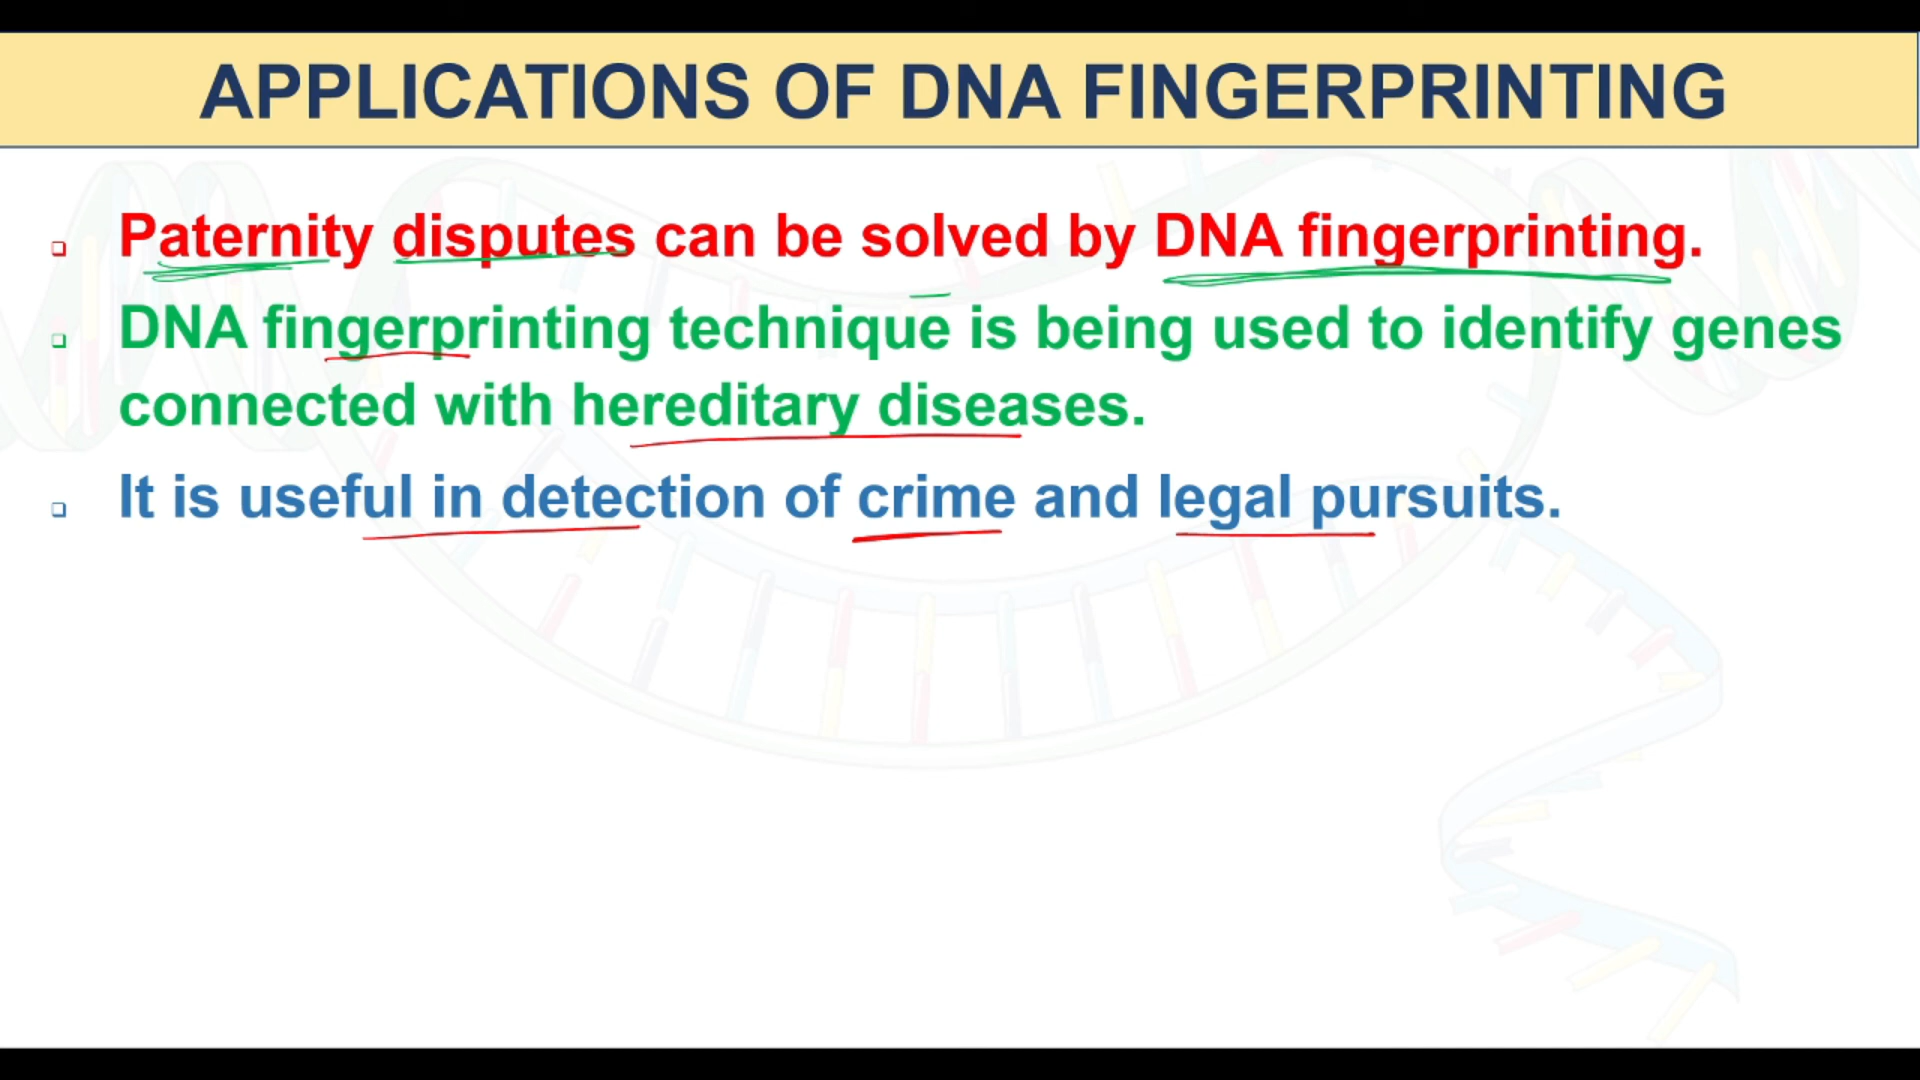 APPLICATIONS OF DNA FINGERPRINTING
Paternity disputes can be solved by DNA fingerprinting.
DNA fingerprinting technique is being used to identify genes
connected with hereditary diseases.
It is useful in detection of crime and legal pursuits.